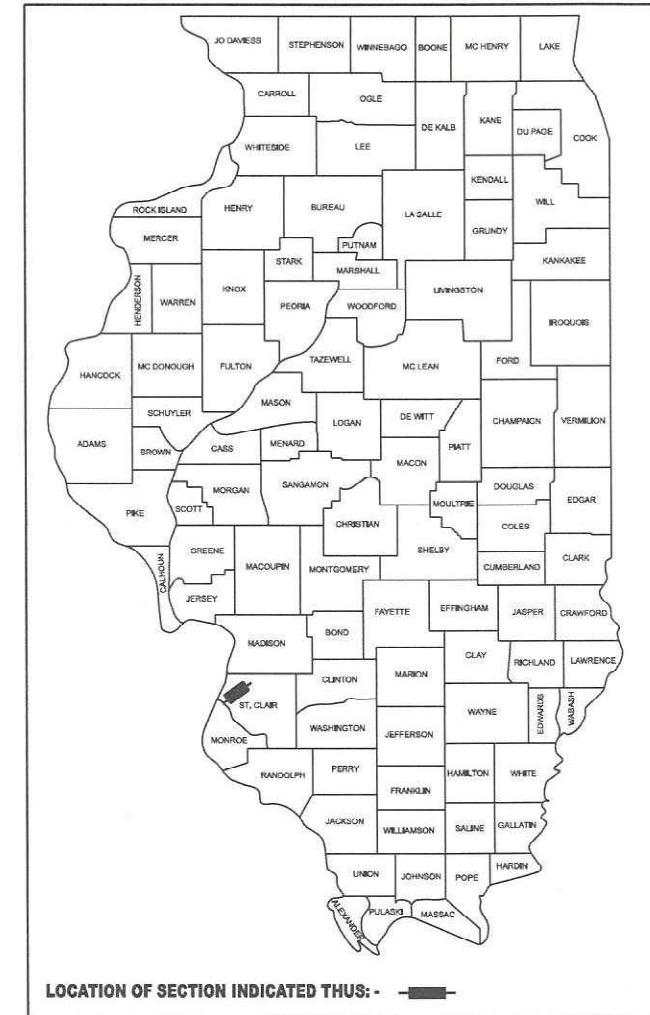 JO DAVIESS
STEPHENSON
WINNEBAGO
BOONE
MC HENRY
LAKE
CARROLL
OGLE
DE KALB
KANE
DU PAGE
COOK
WHITESIDE
LEE
KENDALL
WILL
ROCK ISLAND
HENRY
BUREAU
LA SALLE
GRUNDY
MERCER
PUTNAM
KANKAKEE
STARK
MARSHALL
HENDERSON
WARREN
KNOX
PEORIA
WOODFORD
LIVINGSTON
IROQUOIS
HANCOCK
MC DONOUGH
FULTON
TAZEWELL
MC LEAN
FORD
MASON
SCHUYLER
LOGAN
DE WITT
CHAMPAIGN
VERMILION
ADAMS
BROWN
CASS
MENARD
PIATT
MACON
PIKE
SCOTT
MORGAN
SANGAMON
MOULTRIE
DOUGLAS
EDGAR
CHRISTIAN
COLES
CALHOUN
GREENE
MACOUPIN
MONTGOMERY
SHELBY
CUMBERLAND
CLARK
JERSEY
FAYETTE
EFFINGHAM
JASPER
CRAWFORD
MADISON
BOND
CLAY
RICHLAND
LAWRENCE
MARION
CLINTON
ST. CLAIR
WAYNE
EDWARDS
WABASH
MONROE
WASHINGTON
JEFFERSON
RANDOLPH
PERRY
HAMILTON
WHITE
FRANKLIN
JACKSON
WILLIAMSON
SALINE
GALLATIN
UNION
JOHNSON
POPE
HARDIN
ALEXANDER
PULASKI
MASSAC
LOCATION OF SECTION INDICATED THUS: -